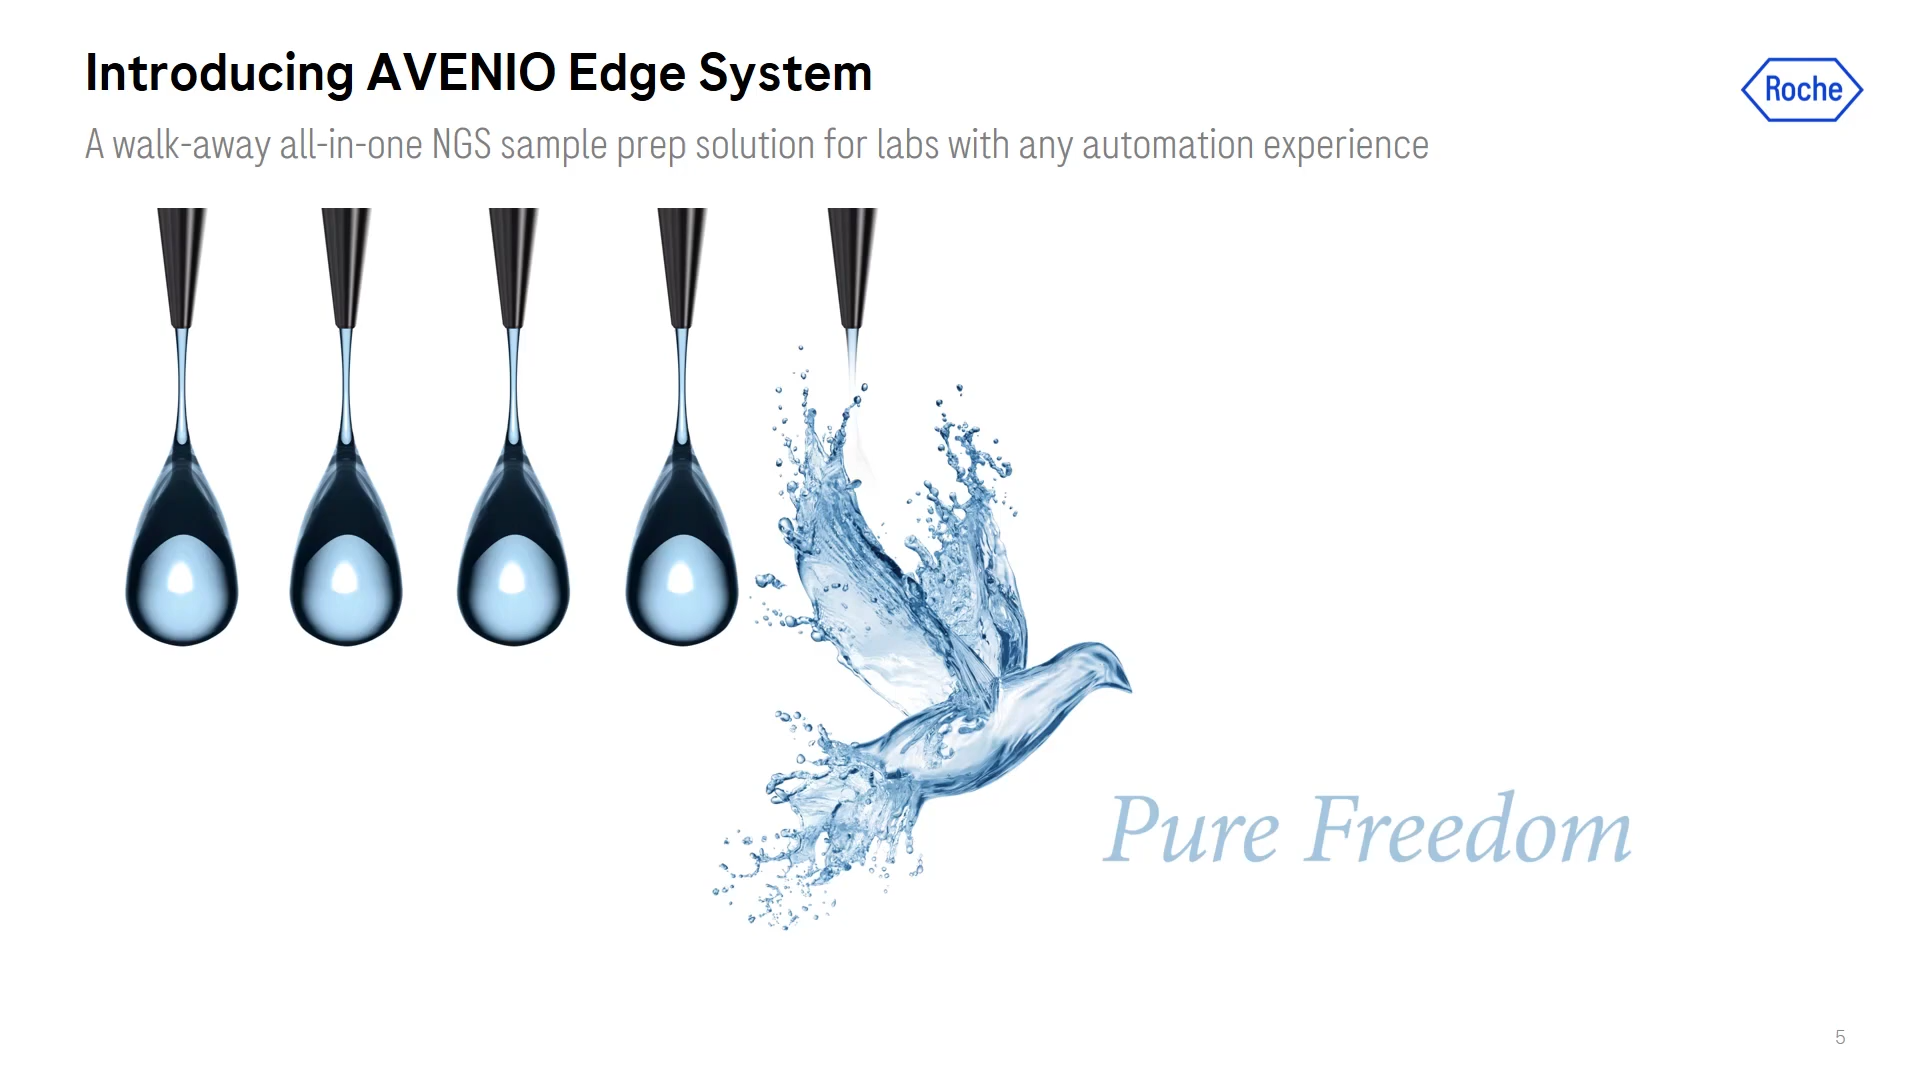 Introducing AVENIO Edge System
Roche
A walk-away all-in-one NGS sample prep solution for labs with any automation experience
Pure Freedom
5